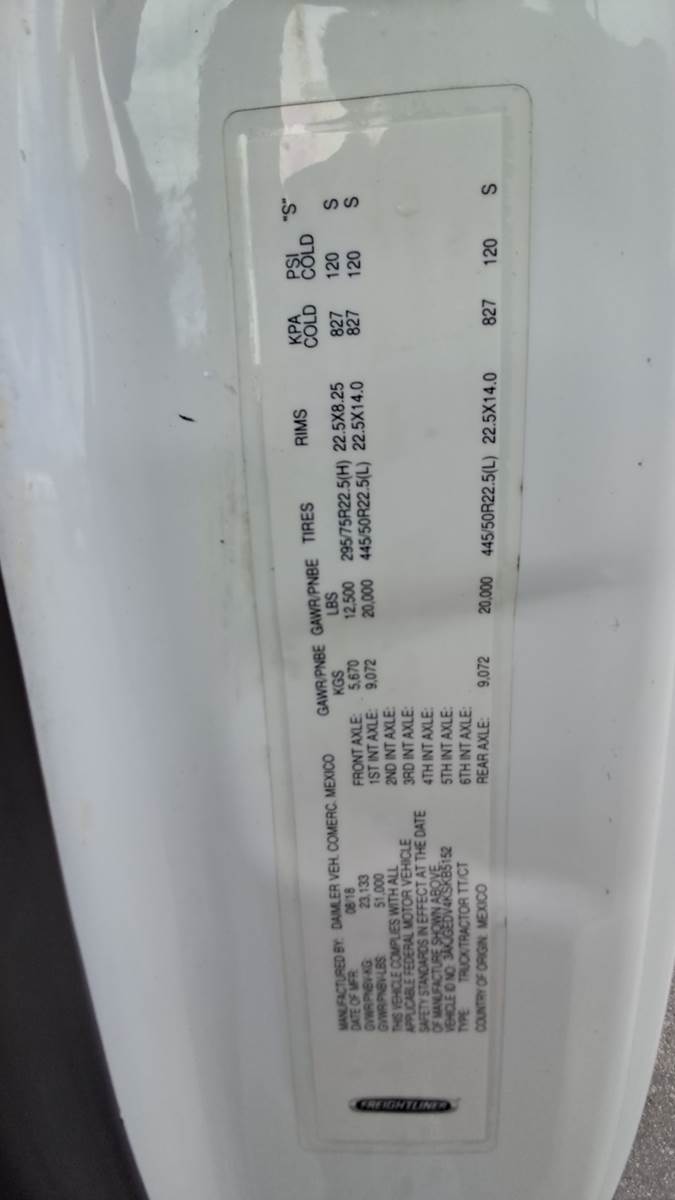 FREIGHTLINER
MANUFACTURED BY: DAIMLER VEH. COMERC. MEXICO
DATE OF MFR: 08/18
GVWR/PNBV-KG: 23,133
GVWR/PNBV-LBS: 51,000
THIS VEHICLE COMPLIES WITH ALL
APPLICABLE FEDERAL MOTOR VEHICLE
SAFETY STANDARDS IN EFFECT AT THE DATE
OF MANUFACTURE SHOWN ABOVE
VEHICLE ID NO: 3AKJGEDV4KSKB5152
TYPE: TRUCK/TRACTOR TT/CT
COUNTRY OF ORIGIN: MEXICO
GAWR/PNBE KGS GAWR/PNBE LBS TIRES RIMS KPA COLD PSI COLD "S"
FRONT AXLE: 5,670 12,500 295/75R22.5(H) 22.5X8.25 827 120 S
1ST INT AXLE: 9,072 20,000 445/50R22.5(L) 22.5X14.0 827 120 S
2ND INT AXLE:
3RD INT AXLE:
4TH INT AXLE:
5TH INT AXLE:
6TH INT AXLE:
REAR AXLE: 9,072 20,000 445/50R22.5(L) 22.5X14.0 827 120 S